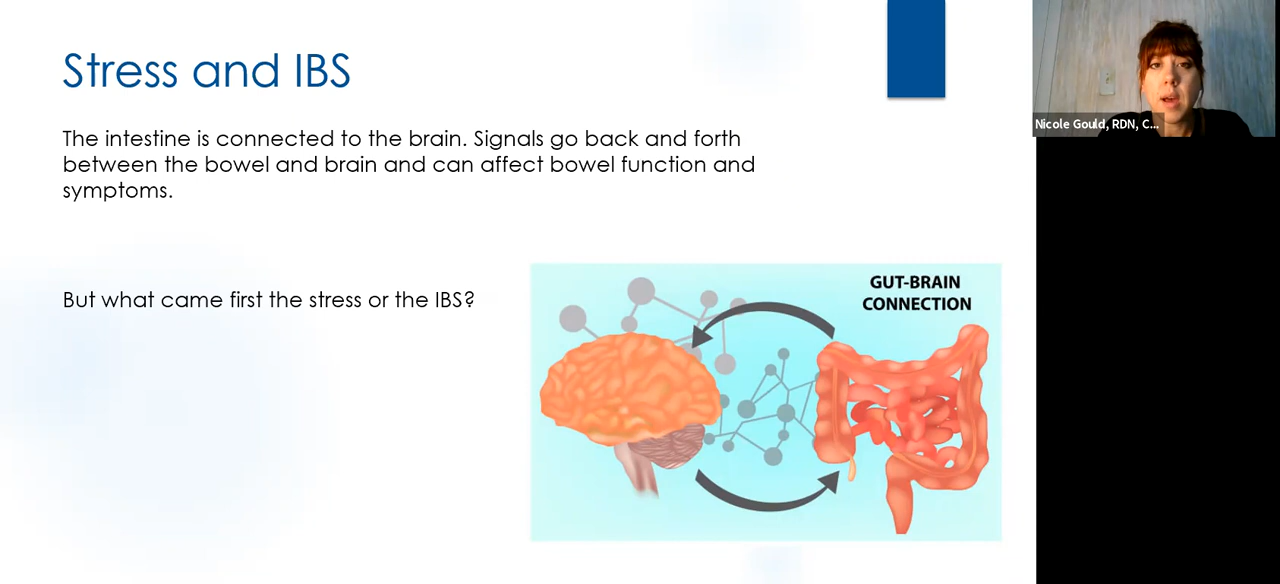 Stress and IBS
The intestine is connected to the brain. Signals go back and forth
between the bowel and brain and can affect bowel function and
symptoms.
But what came first the stress or the IBS?
GUT-BRAIN
CONNECTION
Nicole Gould, RDN, C...